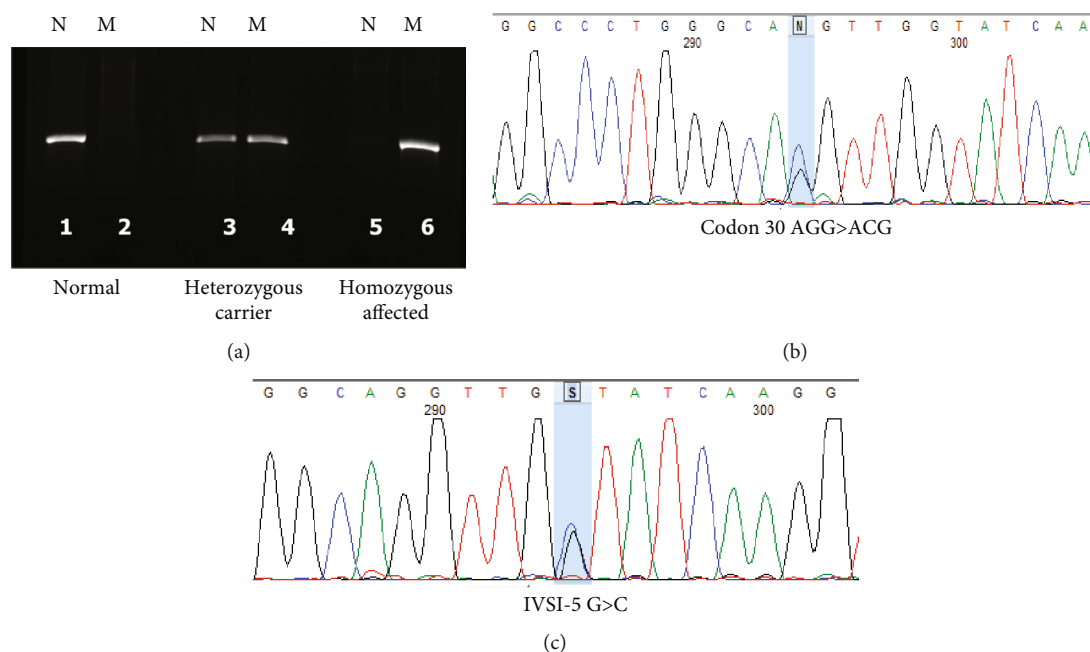 N M N M N M
1 2 3 4 5 6
Normal Heterozygous carrier Homozygous affected
(a)
G G C C C T G G G C A N G T T G G T A T C A A
290 300
Codon 30 AGG>ACG
(b)
G G C A G G T T G S T A T C A A G G
290 300
IVSI-5 G>C
(c)